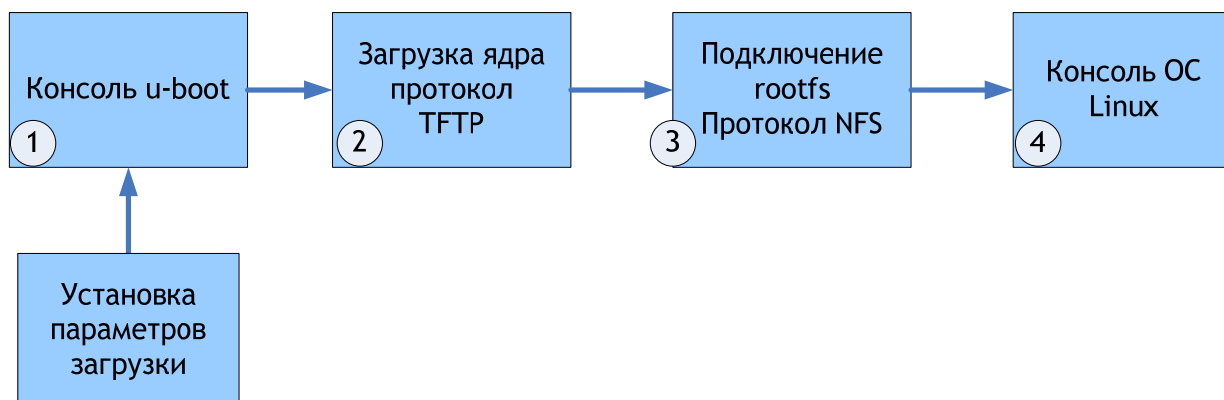 Консоль u-boot
1
Загрузка ядра
протокол
TFTP
2
Подключение
rootfs
Протокол NFS
3
Консоль ОС
Linux
4
Установка
параметров
загрузки